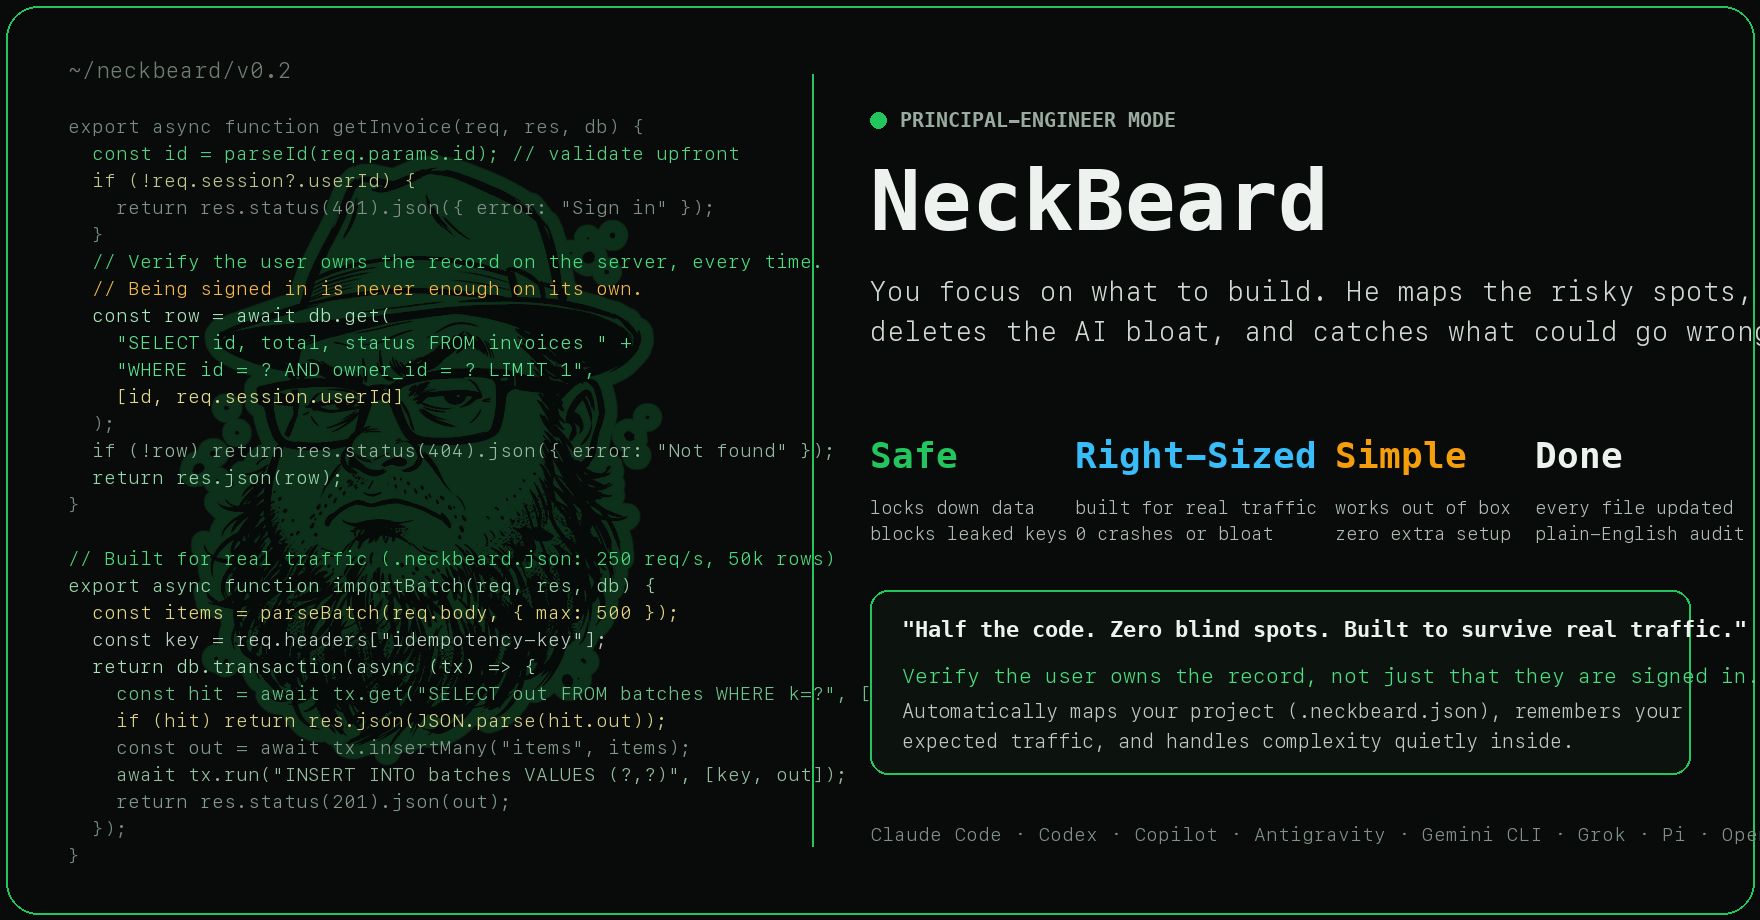 ~/neckbeard/v0.2
export async function getInvoice(req, res, db) {
  const id = parseId(req.params.id); // validate upfront
  if (!req.session?.userId) {
    return res.status(401).json({ error: "Sign in" });
  }
  // Verify the user owns the record on the server, every time.
  // Being signed in is never enough on its own.
  const row = await db.get(
    "SELECT id, total, status FROM invoices " +
    "WHERE id = ? AND owner_id = ? LIMIT 1",
    [id, req.session.userId]
  );
  if (!row) return res.status(404).json({ error: "Not found" });
  return res.json(row);
}
// Built for real traffic (.neckbeard.json: 250 req/s, 50k rows)
export async function importBatch(req, res, db) {
  const items = parseBatch(req.body, { max: 500 });
  const key = req.headers["idempotency-key"];
  return db.transaction(async (tx) => {
    const hit = await tx.get("SELECT out FROM batches WHERE k=?", [
    if (hit) return res.json(JSON.parse(hit.out));
    const out = await tx.insertMany("items", items);
    await tx.run("INSERT INTO batches VALUES (?,?)", [key, out]);
    return res.status(201).json(out);
  });
}
PRINCIPAL-ENGINEER MODE
NeckBeard
You focus on what to build. He maps the risky spots,
deletes the AI bloat, and catches what could go wrong
Safe
locks down data
blocks leaked keys
Right-Sized
built for real traffic
0 crashes or bloat
Simple
works out of box
zero extra setup
Done
every file updated
plain-English audit
"Half the code. Zero blind spots. Built to survive real traffic."
Verify the user owns the record, not just that they are signed in.
Automatically maps your project (.neckbeard.json), remembers your
expected traffic, and handles complexity quietly inside.
Claude Code · Codex · Copilot · Antigravity · Gemini CLI · Grok · Pi ·